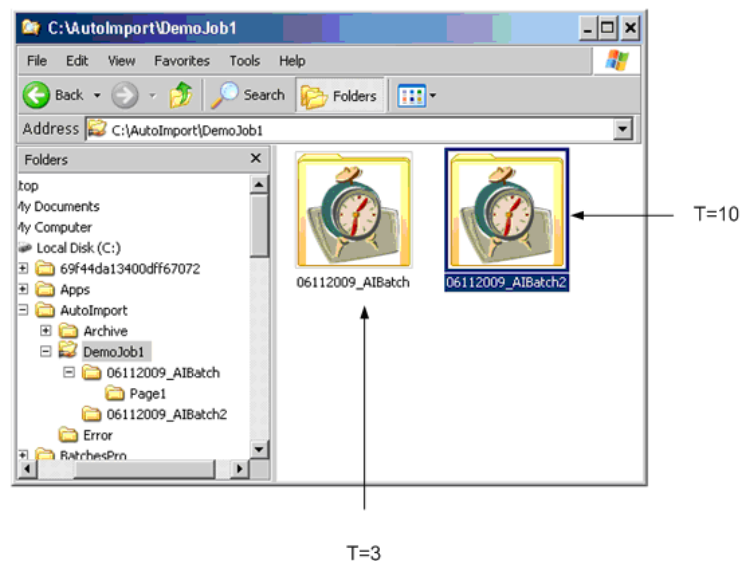 C:\AutoImport\DemoJob1
File Edit View Favorites Tools Help
Back Search Folders
Address C:\AutoImport\DemoJob1
Folders
top
My Documents
My Computer
Local Disk (C:)
69f44da13400dff67072
Apps
AutoImport
Archive
DemoJob1
06112009_AIBatch
Page1
06112009_AIBatch2
Error
BatchesPro
06112009_AIBatch
06112009_AIBatch2
T=10
T=3